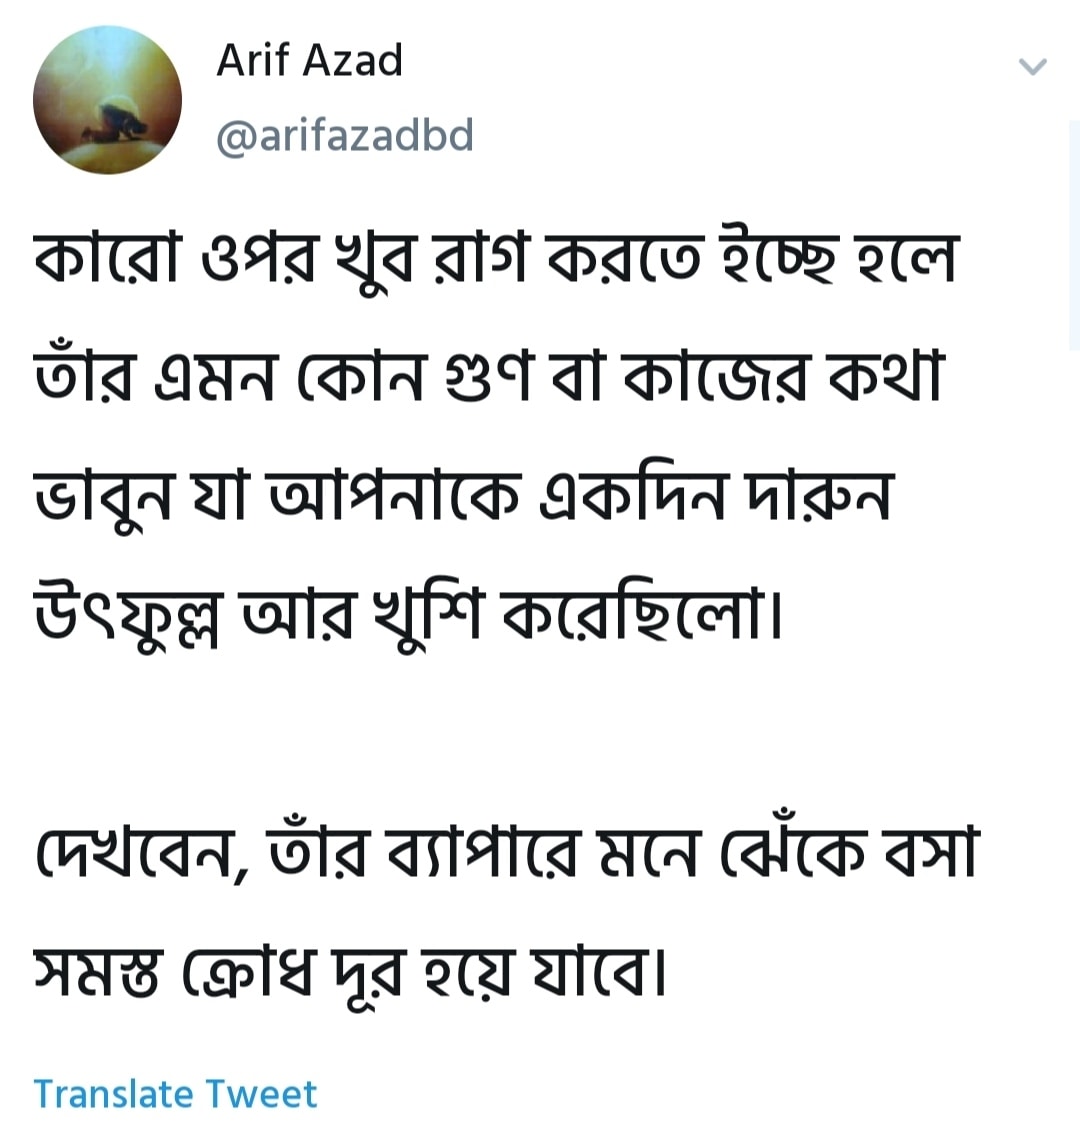 Arif Azad
@arifazadbd
কারো ওপর খুব রাগ করতে ইচ্ছে হলে
তাঁর এমন কোন গুণ বা কাজের কথা
ভাবুন যা আপনাকে একদিন দারুন
উৎফুল্ল আর খুশি করেছিলো।
দেখবেন, তাঁর ব্যাপারে মনে ঝেঁকে বসা
সমস্ত ক্রোধ দূর হয়ে যাবে।
Translate Tweet